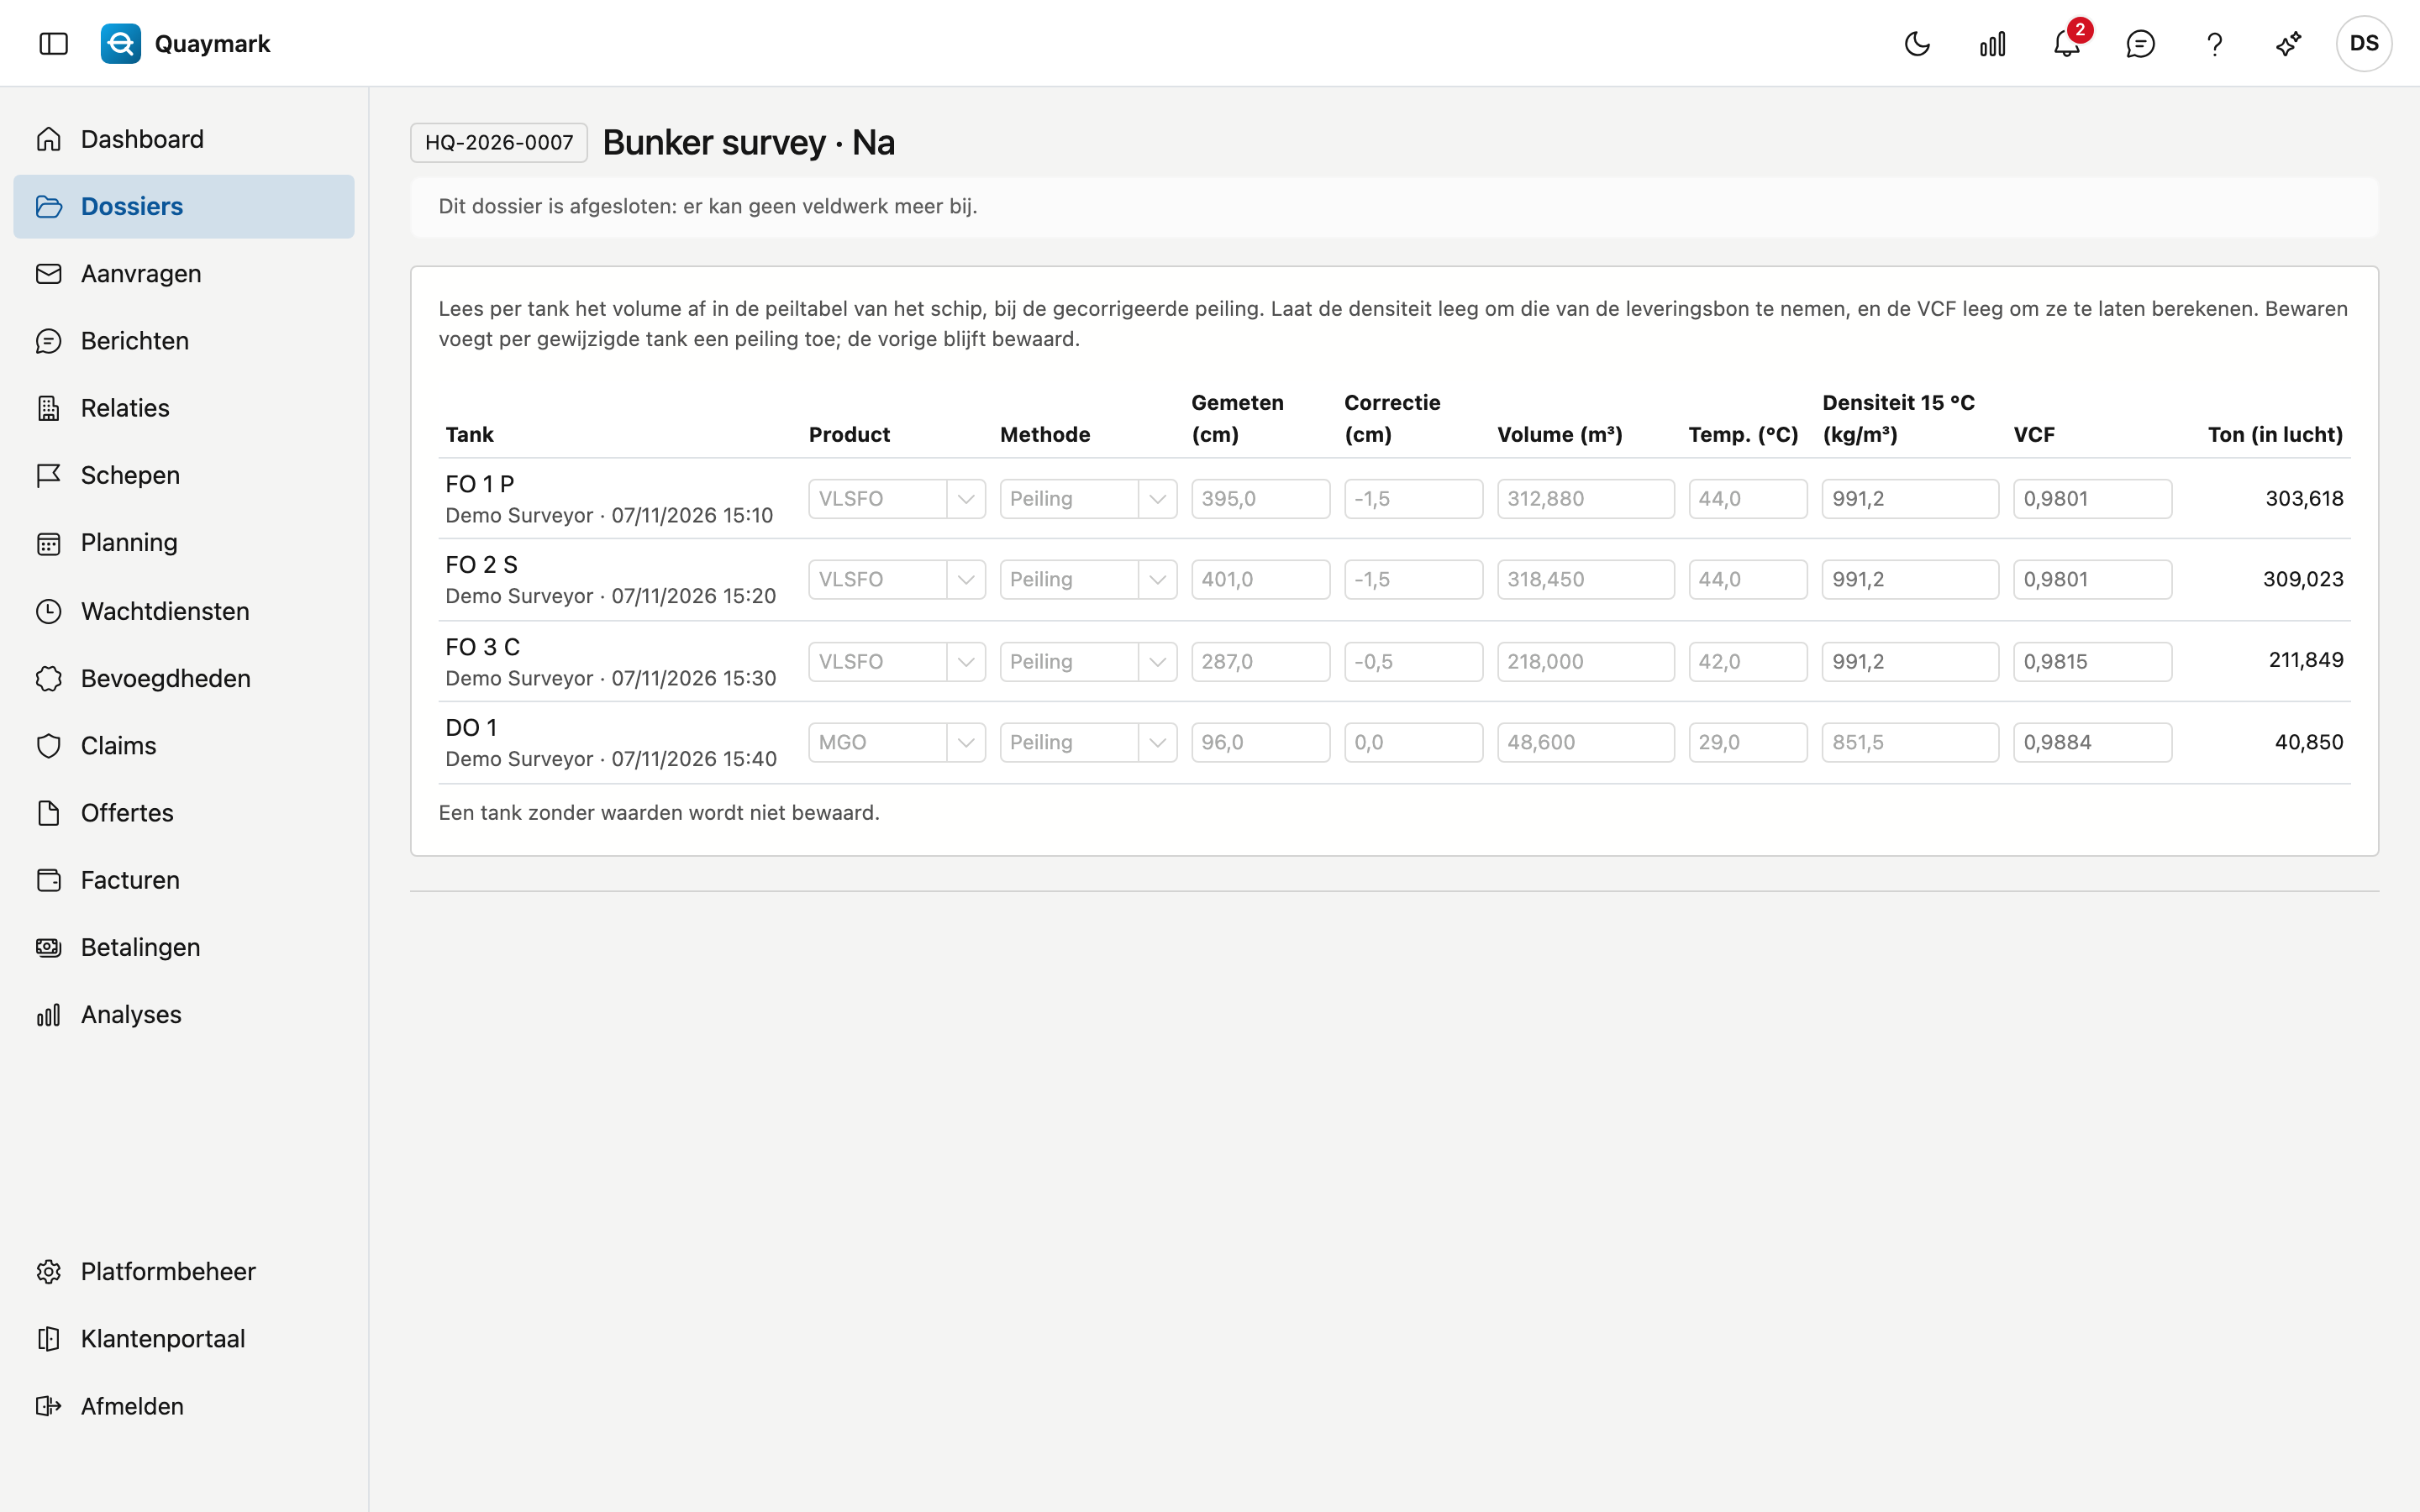 Quaymark
2
DS
Dashboard
Dossiers
Aanvragen
Berichten
Relaties
Schepen
Planning
Wachtdiensten
Bevoegdheden
Claims
Offertes
Facturen
Betalingen
Analyses
Platformbeheer
Klantenportaal
Afmelden
HQ-2026-0007 Bunker survey · Na
Dit dossier is afgesloten: er kan geen veldwerk meer bij.
Lees per tank het volume af in de peiltabel van het schip, bij de gecorrigeerde peiling. Laat de densiteit leeg om die van de leveringsbon te nemen, en de VCF leeg om ze te laten berekenen. Bewaren
voegt per gewijzigde tank een peiling toe; de vorige blijft bewaard.
Tank Product Methode Gemeten (cm) Correctie (cm) Volume (m³) Temp. (°C) Densiteit 15 °C (kg/m³) VCF Ton (in lucht)
FO 1 P VLSFO Peiling 395,0 -1,5 312,880 44,0 991,2 0,9801 303,618
Demo Surveyor · 07/11/2026 15:10
FO 2 S VLSFO Peiling 401,0 -1,5 318,450 44,0 991,2 0,9801 309,023
Demo Surveyor · 07/11/2026 15:20
FO 3 C VLSFO Peiling 287,0 -0,5 218,000 42,0 991,2 0,9815 211,849
Demo Surveyor · 07/11/2026 15:30
DO 1 MGO Peiling 96,0 0,0 48,600 29,0 851,5 0,9884 40,850
Demo Surveyor · 07/11/2026 15:40
Een tank zonder waarden wordt niet bewaard.